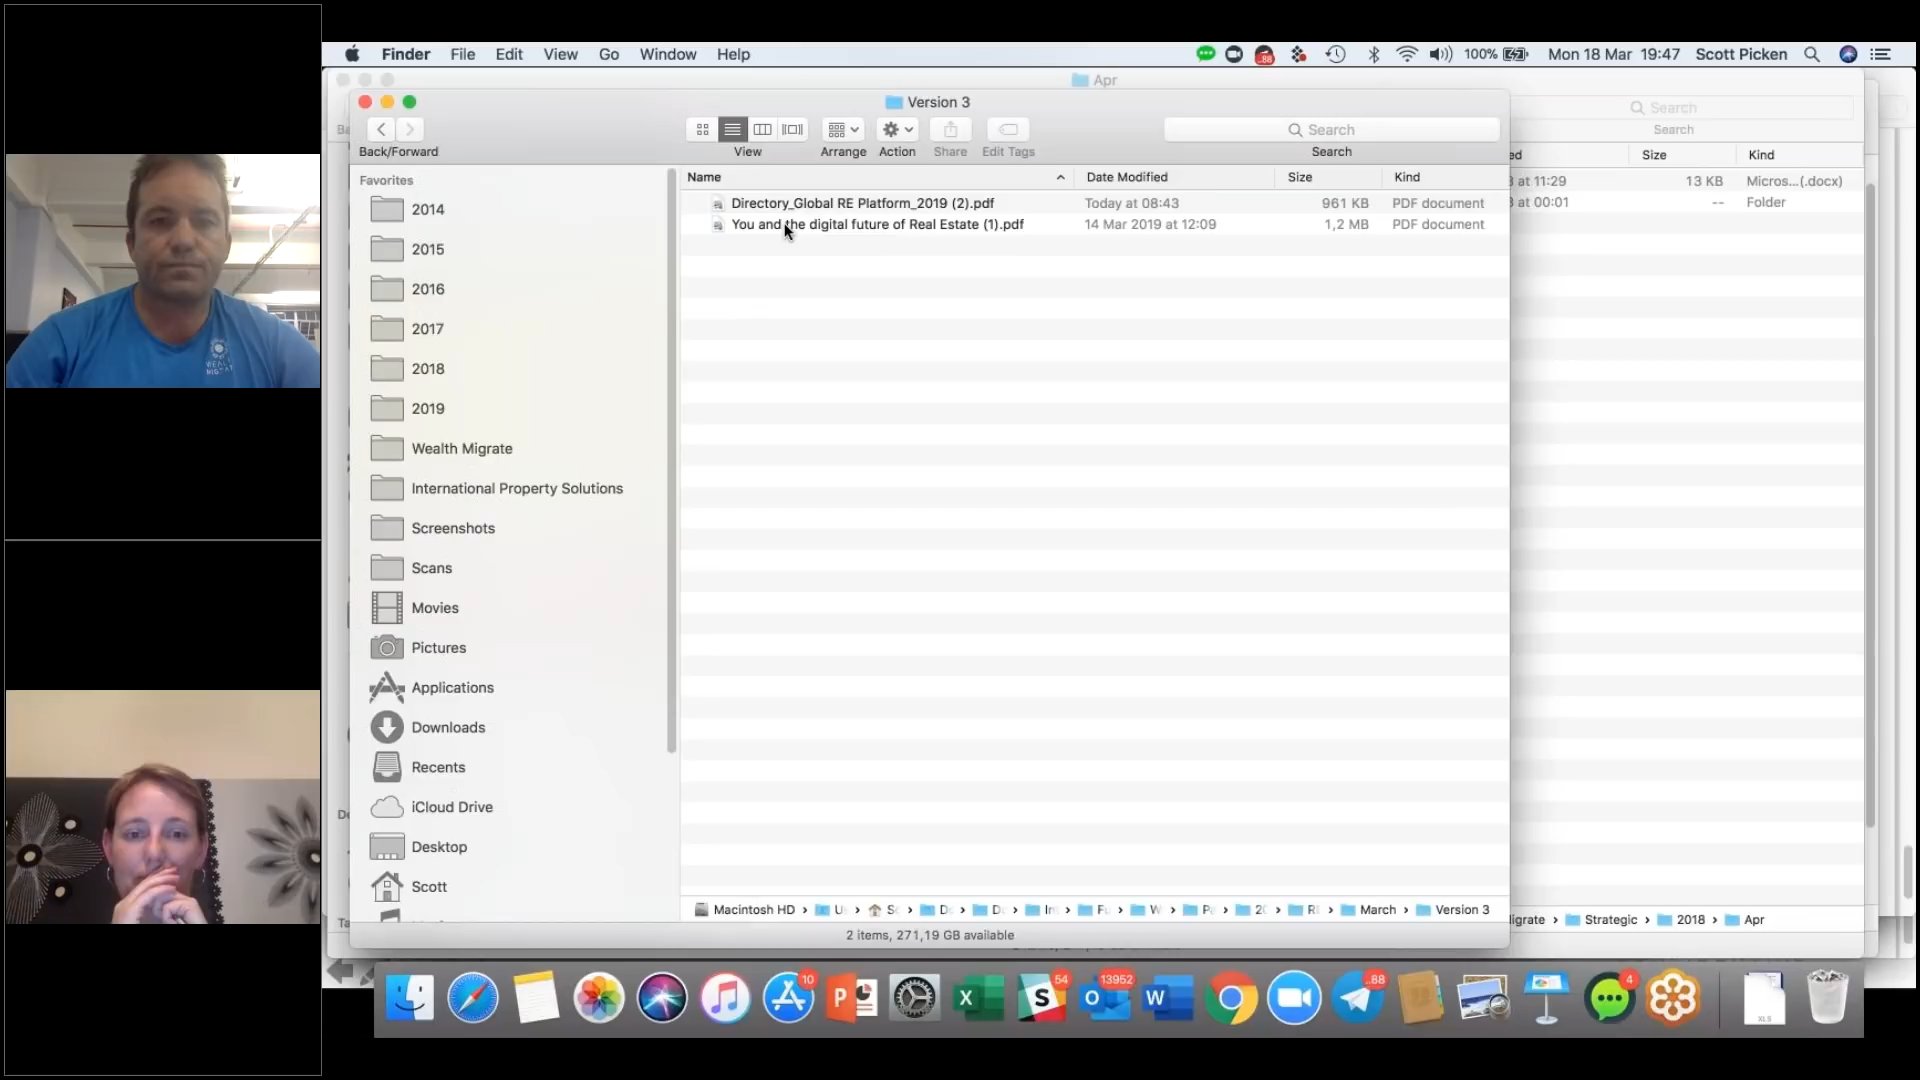 Finder File Edit View Go Window Help
100% Mon 18 Mar 19:47 Scott Picken
Apr
Version 3
Back/Forward View Arrange Action Share Edit Tags
Search
Search
Search
Search
Favorites
2014
2015
2016
2017
2018
2019
Wealth Migrate
International Property Solutions
Screenshots
Scans
Movies
Pictures
Applications
Downloads
Recents
iCloud Drive
Desktop
Scott
Name Date Modified Size Kind
Directory_Global RE Platform_2019 (2).pdf Today at 08:43 961 KB PDF document
You and the digital future of Real Estate (1).pdf 14 Mar 2019 at 12:09 1,2 MB PDF document
Size Kind
at 11:29 13 KB Micros...(.docx)
at 00:01 -- Folder
Macintosh HD March Version 3
2 items, 271,19 GB available
Strategic 2018 Apr
10 54 13952 88 4
XLS